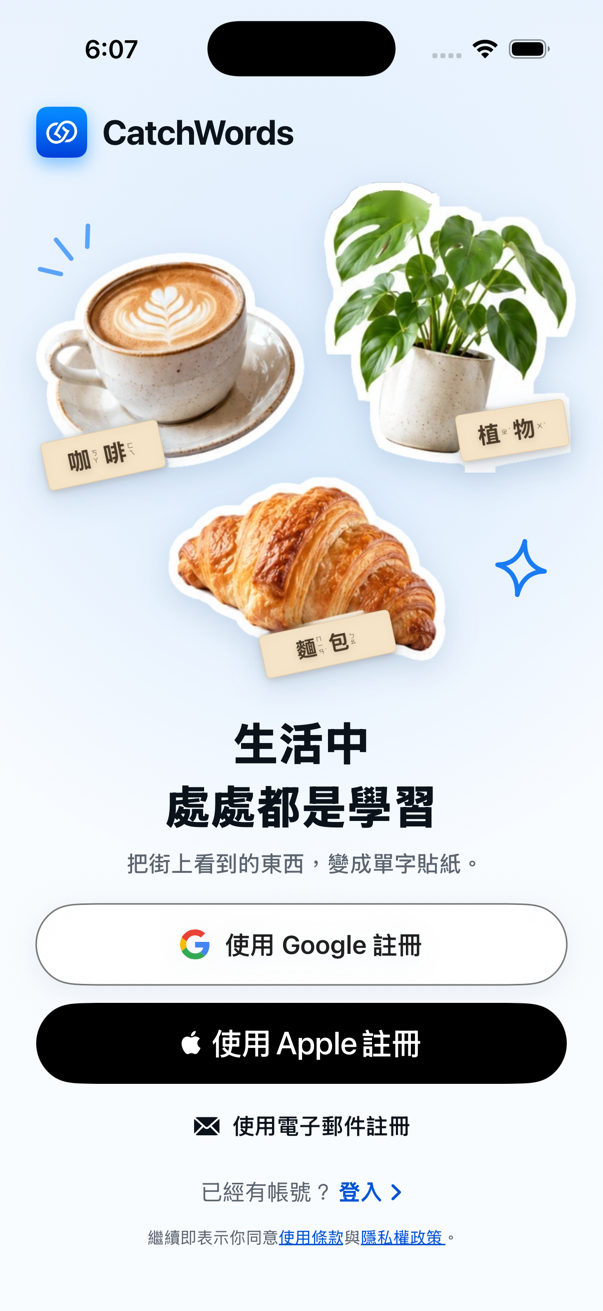 6:07
CatchWords
咖啡
植物
麵包
生活中
處處都是學習
把街上看到的東西，變成單字貼紙。
使用 Google 註冊
使用 Apple 註冊
使用電子郵件註冊
已經有帳號？登入
繼續即表示你同意使用條款與隱私權政策。